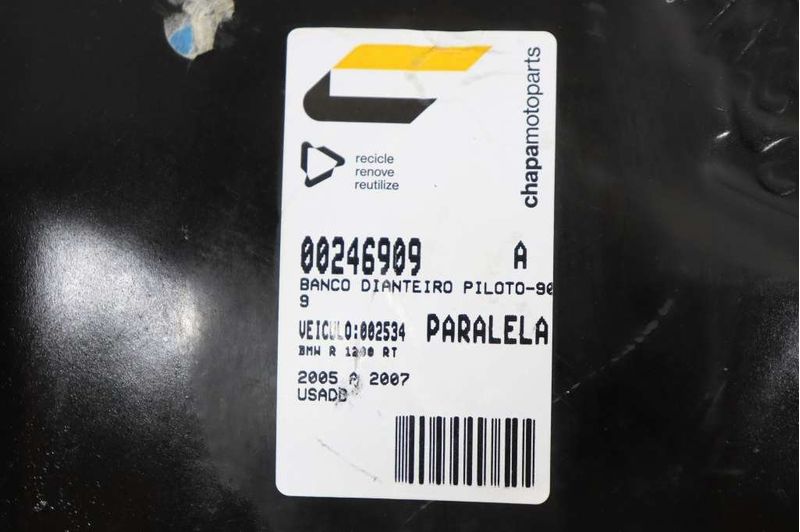 chapamotoparts
recicle
renove
reutilize
00246909 A
BANCO DIANTEIRO PILOTO-90
9
VEICULO:002534 PARALELA
BMW R 1200 RT
2005 A 2007
USADO